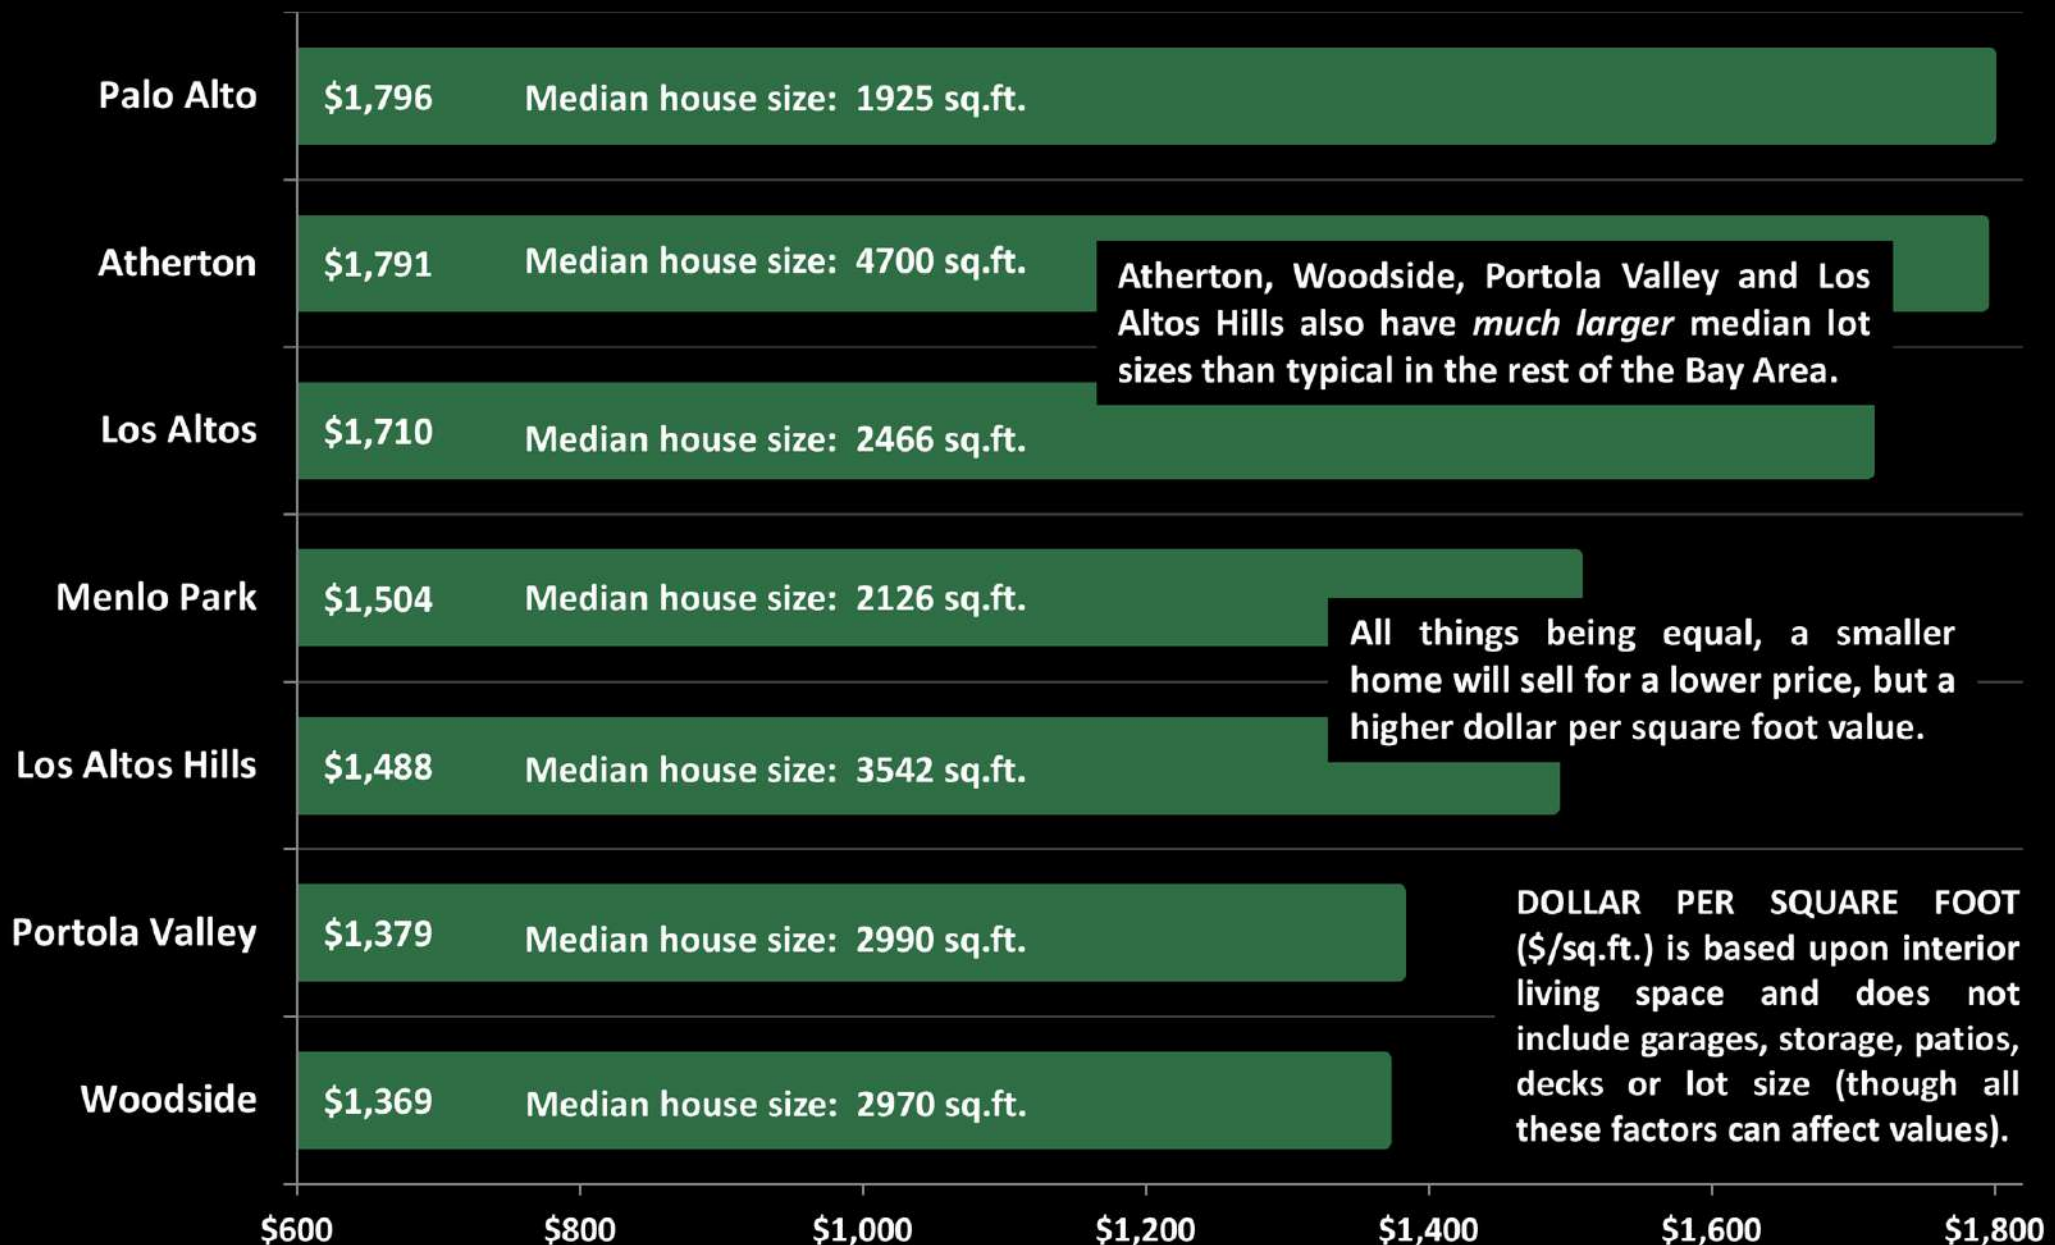 Palo Alto $1,796 Median house size: 1925 sq.ft.
Atherton $1,791 Median house size: 4700 sq.ft.
Atherton, Woodside, Portola Valley and Los
Altos Hills also have much larger median lot
sizes than typical in the rest of the Bay Area.
Los Altos $1,710 Median house size: 2466 sq.ft.
Menlo Park $1,504 Median house size: 2126 sq.ft.
All things being equal, a smaller
home will sell for a lower price, but a
higher dollar per square foot value.
Los Altos Hills $1,488 Median house size: 3542 sq.ft.
Portola Valley $1,379 Median house size: 2990 sq.ft.
DOLLAR PER SQUARE FOOT
($/sq.ft.) is based upon interior
living space and does not
include garages, storage, patios,
decks or lot size (though all
these factors can affect values).
Woodside $1,369 Median house size: 2970 sq.ft.
$600 $800 $1,000 $1,200 $1,400 $1,600 $1,800